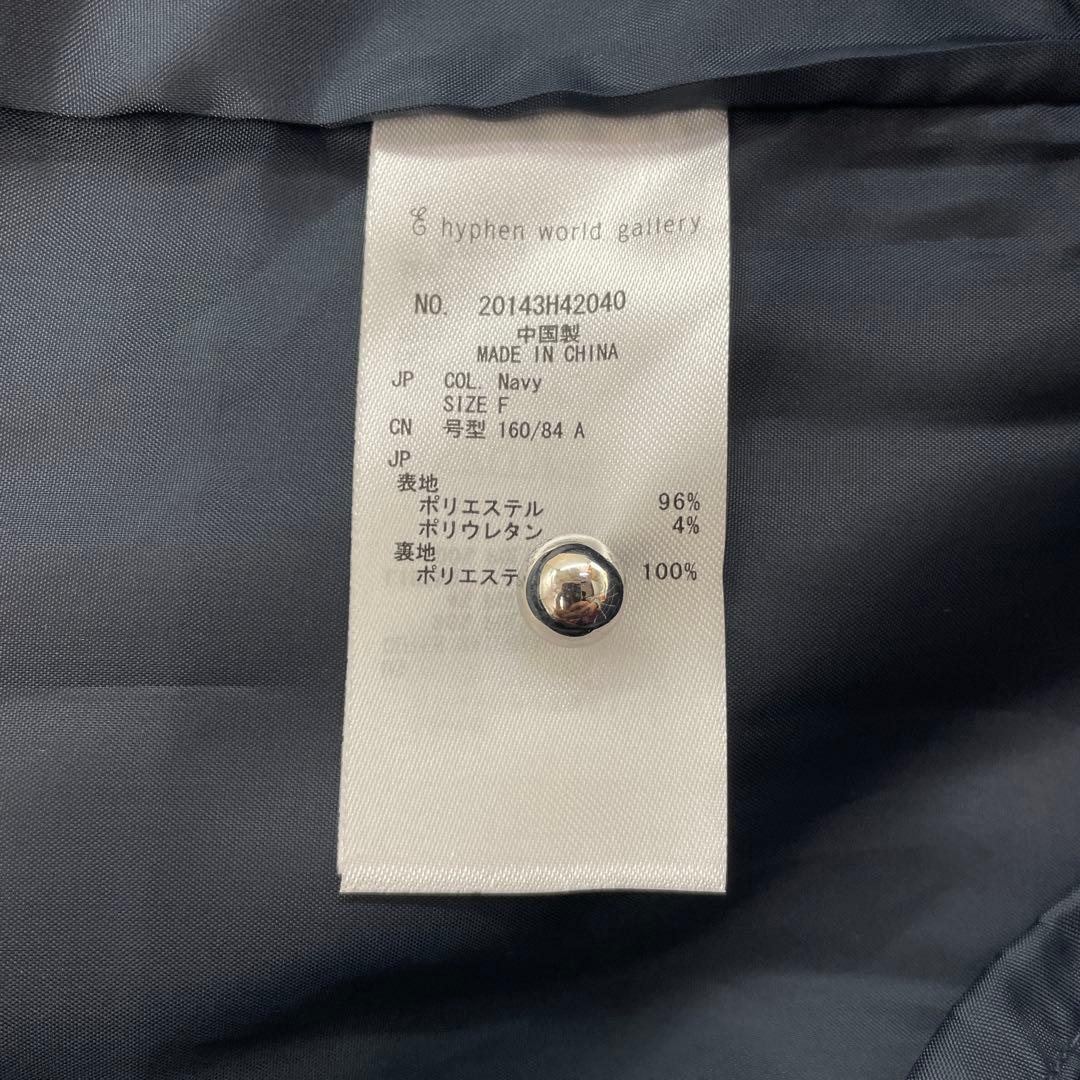 E hyphen world gallery
NO. 20143H42040
中国製
MADE IN CHINA
JP COL. Navy
SIZE F
CN 号型 160/84 A
JP
表地
ポリエステル 96%
ポリウレタン 4%
裏地
ポリエステ 100%